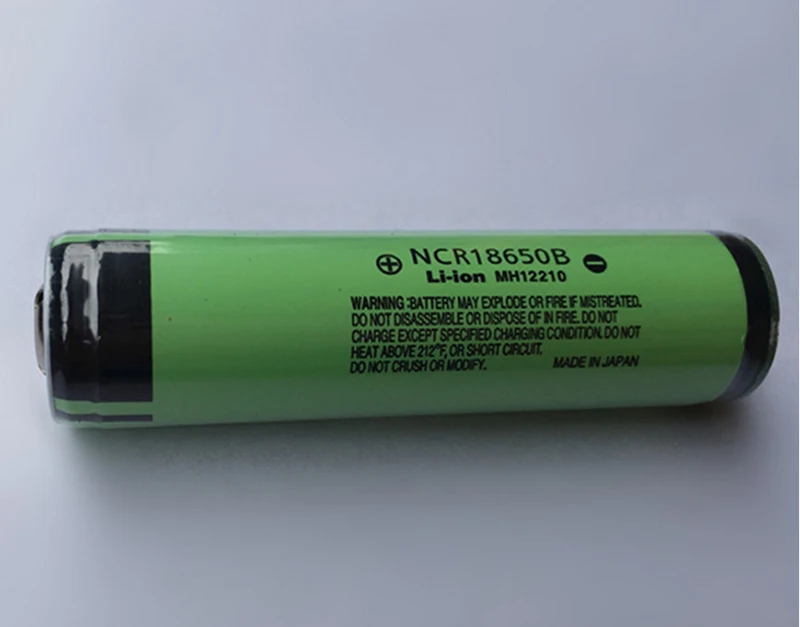 ⊕ NCR18650B ⊖
Li-ion MH12210
WARNING :BATTERY MAY EXPLODE OR FIRE IF MISTREATED.
DO NOT DISASSEMBLE OR DISPOSE OF IN FIRE. DO NOT
CHARGE EXCEPT SPECIFIED CHARGING CONDITION. DO NOT
HEAT ABOVE 212°F, OR SHORT CIRCUIT.
DO NOT CRUSH OR MODIFY. MADE IN JAPAN